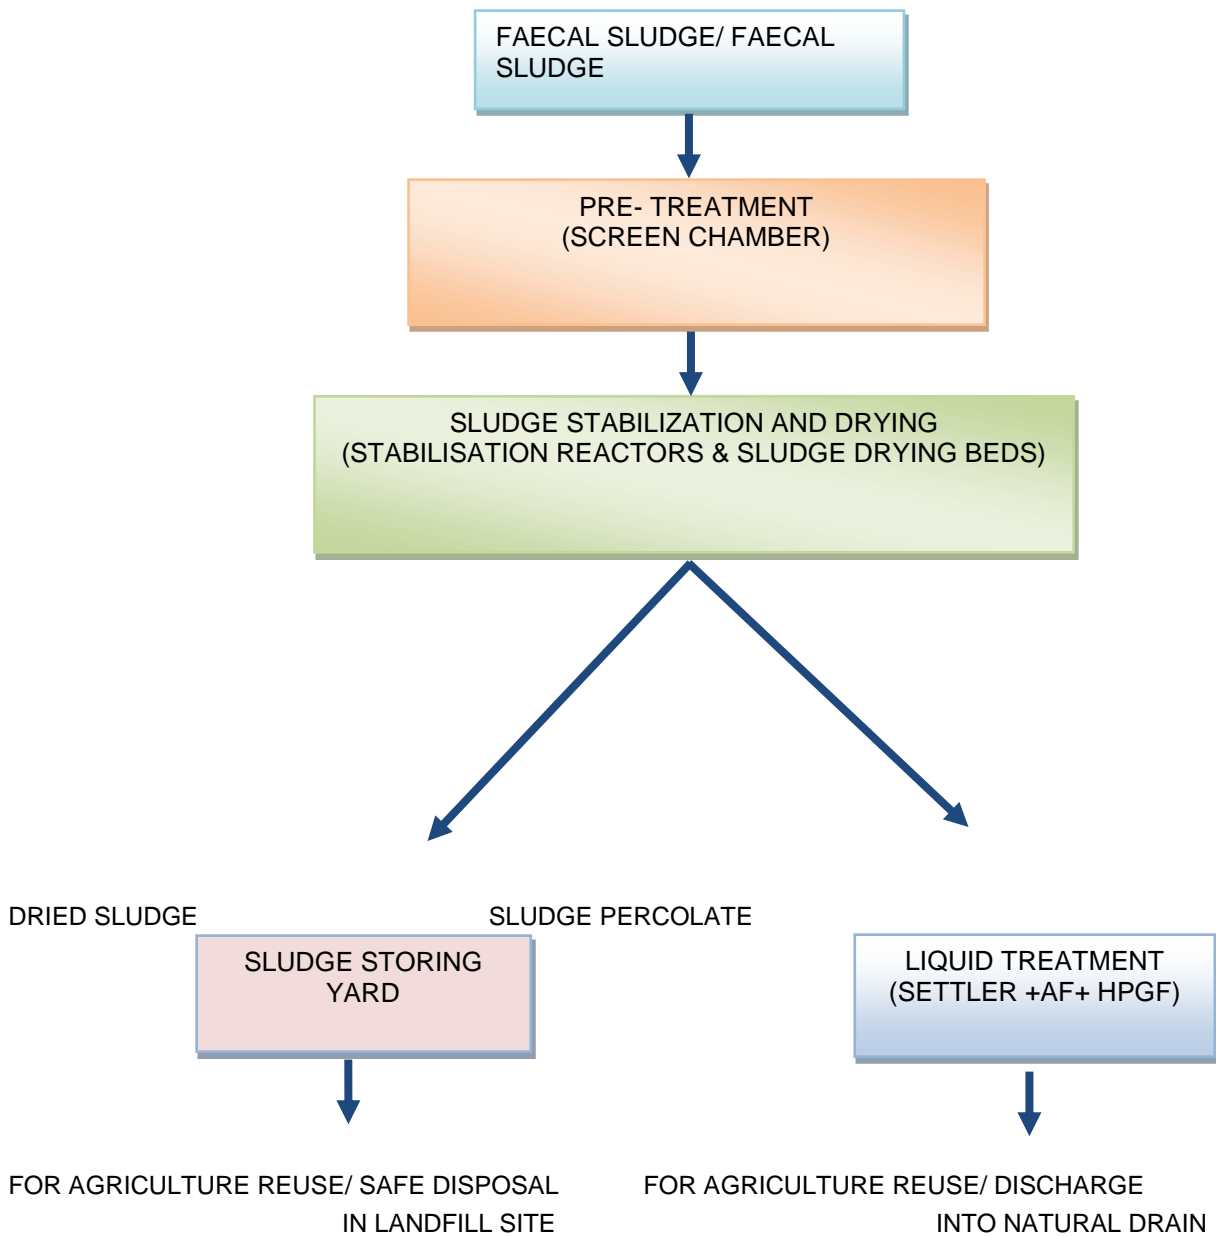 FAECAL SLUDGE/ FAECAL
SLUDGE
PRE- TREATMENT
(SCREEN CHAMBER)
SLUDGE STABILIZATION AND DRYING
(STABILISATION REACTORS & SLUDGE DRYING BEDS)
DRIED SLUDGE
SLUDGE PERCOLATE
SLUDGE STORING
YARD
LIQUID TREATMENT
(SETTLER +AF+ HPGF)
FOR AGRICULTURE REUSE/ SAFE DISPOSAL
IN LANDFILL SITE
FOR AGRICULTURE REUSE/ DISCHARGE
INTO NATURAL DRAIN